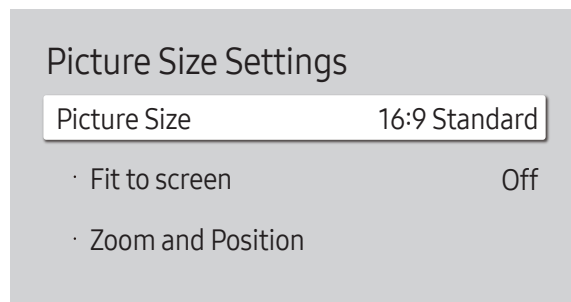 Picture Size Settings
Picture Size 16:9 Standard
· Fit to screen Off
· Zoom and Position